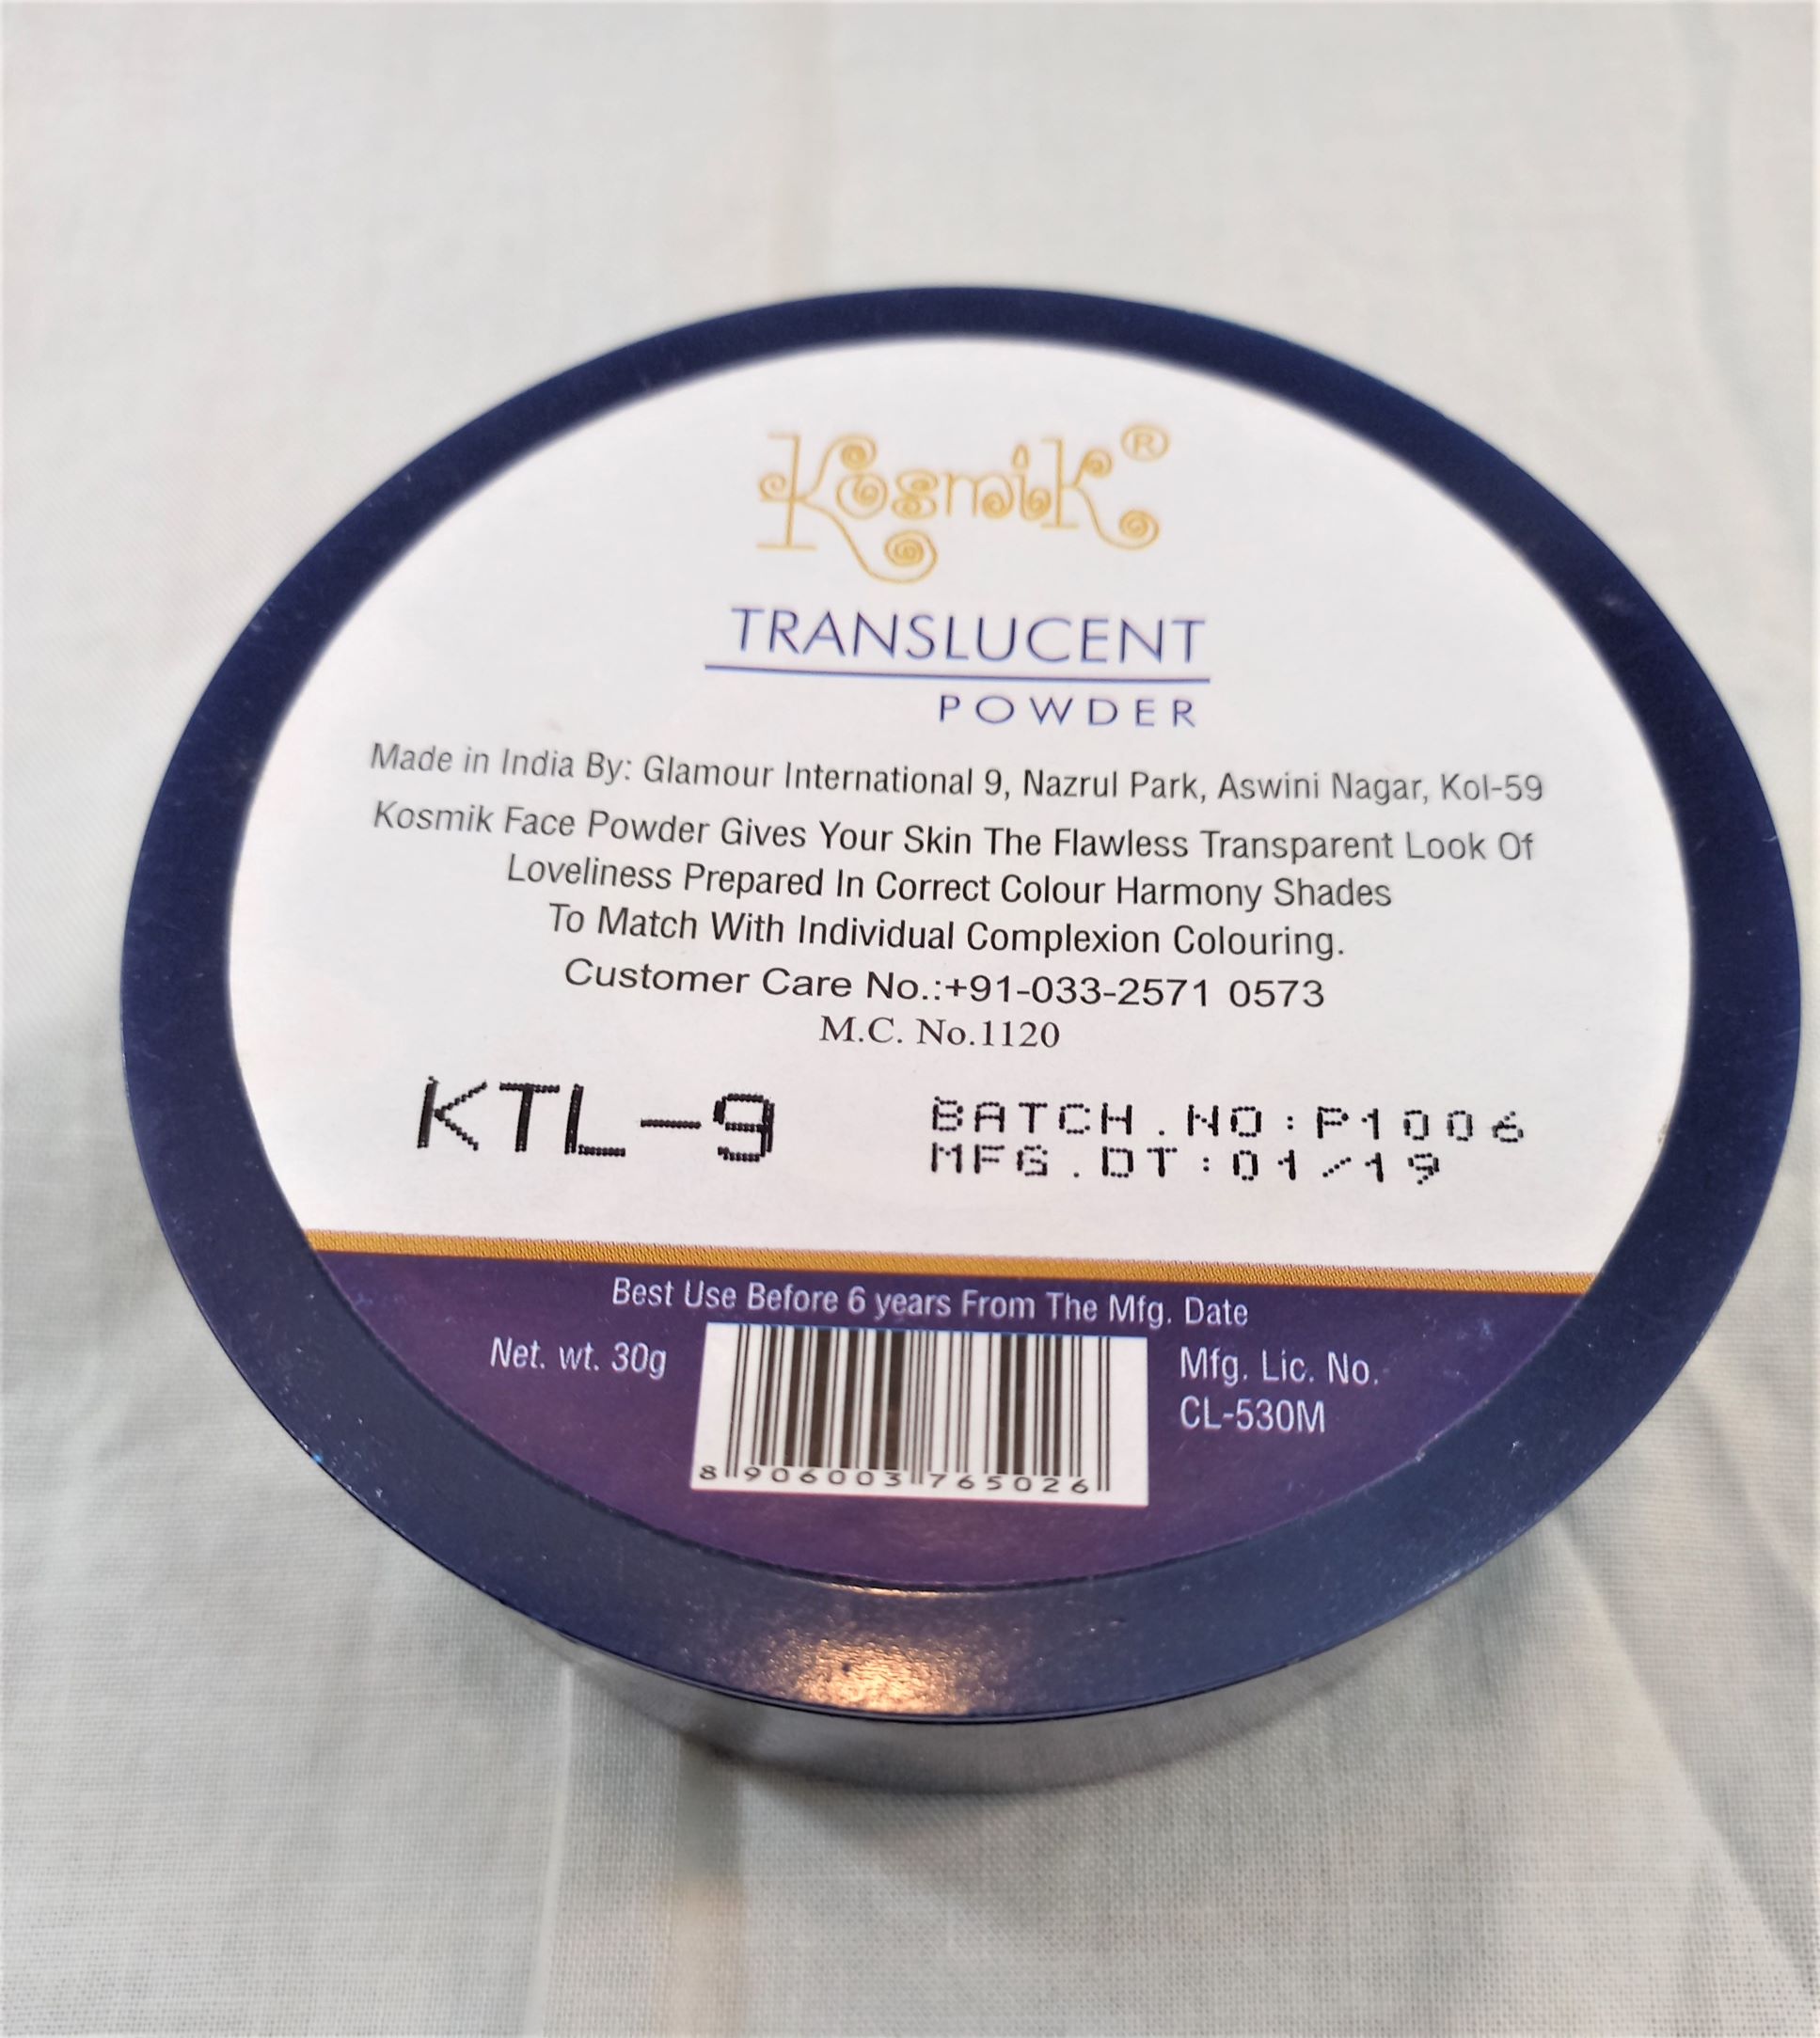 Kosmik®
TRANSLUCENT
POWDER
Made in India By: Glamour International 9, Nazrul Park, Aswini Nagar, Kol-59
Kosmik Face Powder Gives Your Skin The Flawless Transparent Look Of
Loveliness Prepared In Correct Colour Harmony Shades
To Match With Individual Complexion Colouring.
Customer Care No.:+91-033-2571 0573
M.C. No.1120
KTL-9
BATCH.NO:P1006
MFG.DT:01/19
Best Use Before 6 years From The Mfg. Date
Net. wt. 30g
Mfg. Lic. No.
CL-530M
8906003765026